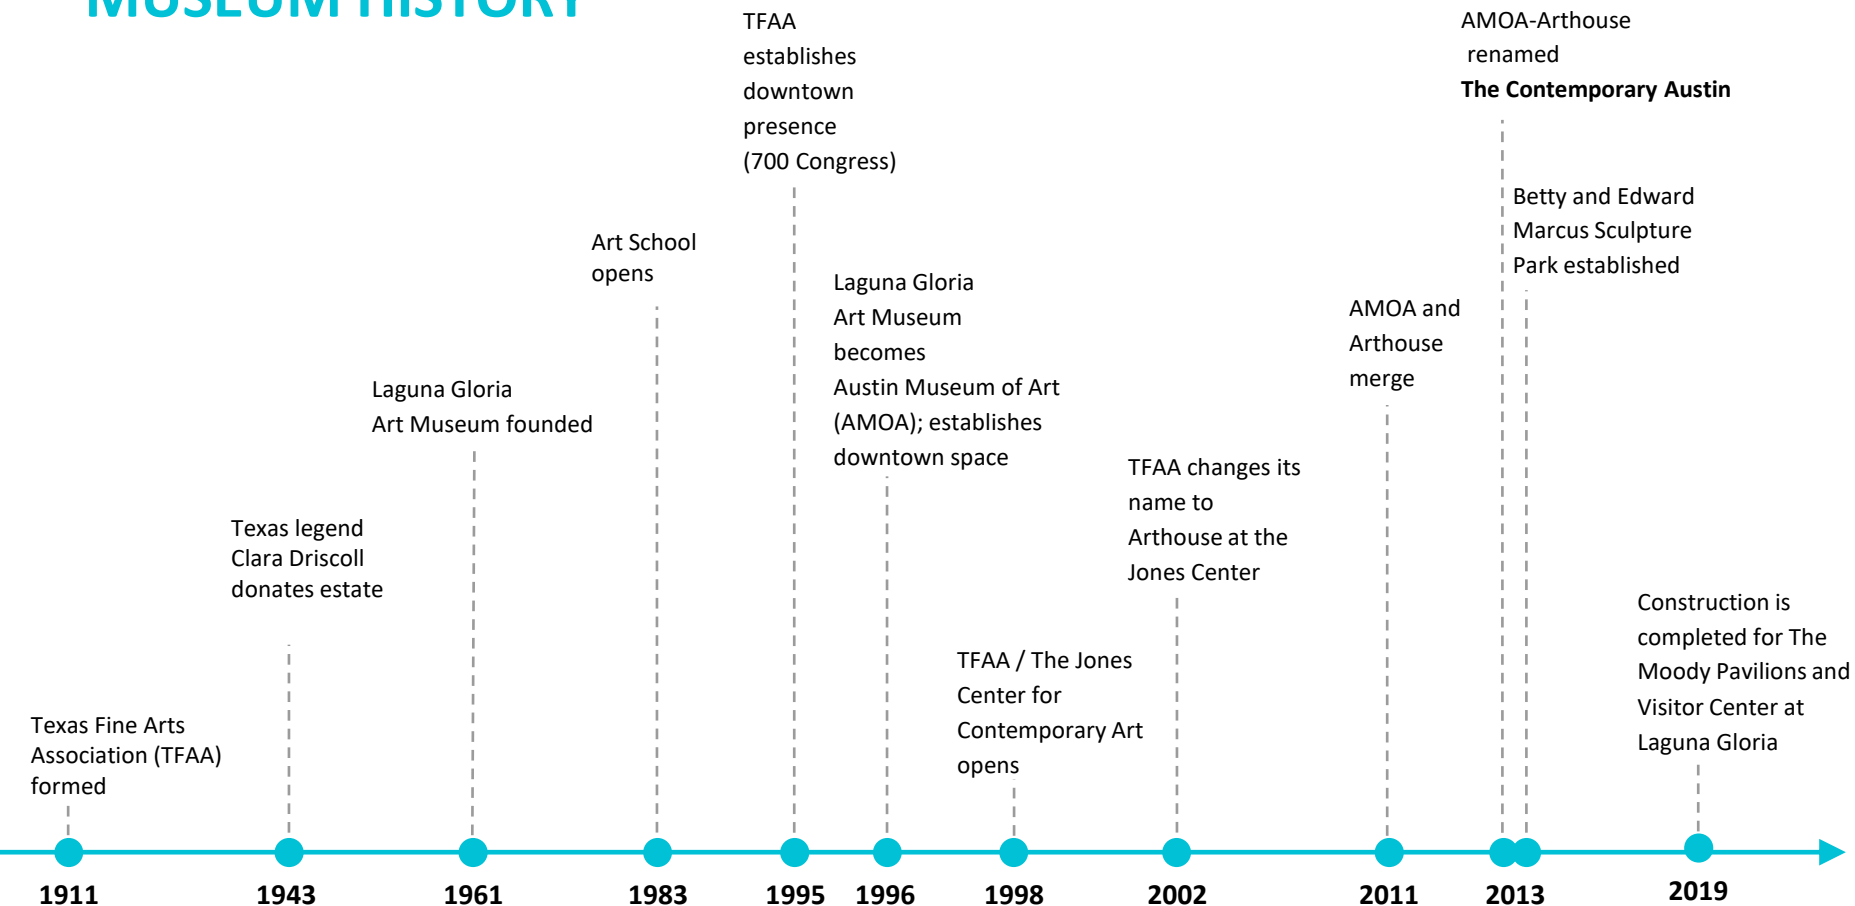 MUSEUM HISTORY
Texas Fine Arts
Association (TFAA)
formed
Texas legend
Clara Driscoll
donates estate
Laguna Gloria
Art Museum founded
Art School
opens
TFAA
establishes
downtown
presence
(700 Congress)
Laguna Gloria
Art Museum
becomes
Austin Museum of Art
(AMOA); establishes
downtown space
TFAA / The Jones
Center for
Contemporary Art
opens
TFAA changes its
name to
Arthouse at the
Jones Center
AMOA and
Arthouse
merge
AMOA-Arthouse
renamed
The Contemporary Austin
Betty and Edward
Marcus Sculpture
Park established
Construction is
completed for The
Moody Pavilions and
Visitor Center at
Laguna Gloria
1911
1943
1961
1983
1995
1996
1998
2002
2011
2013
2019